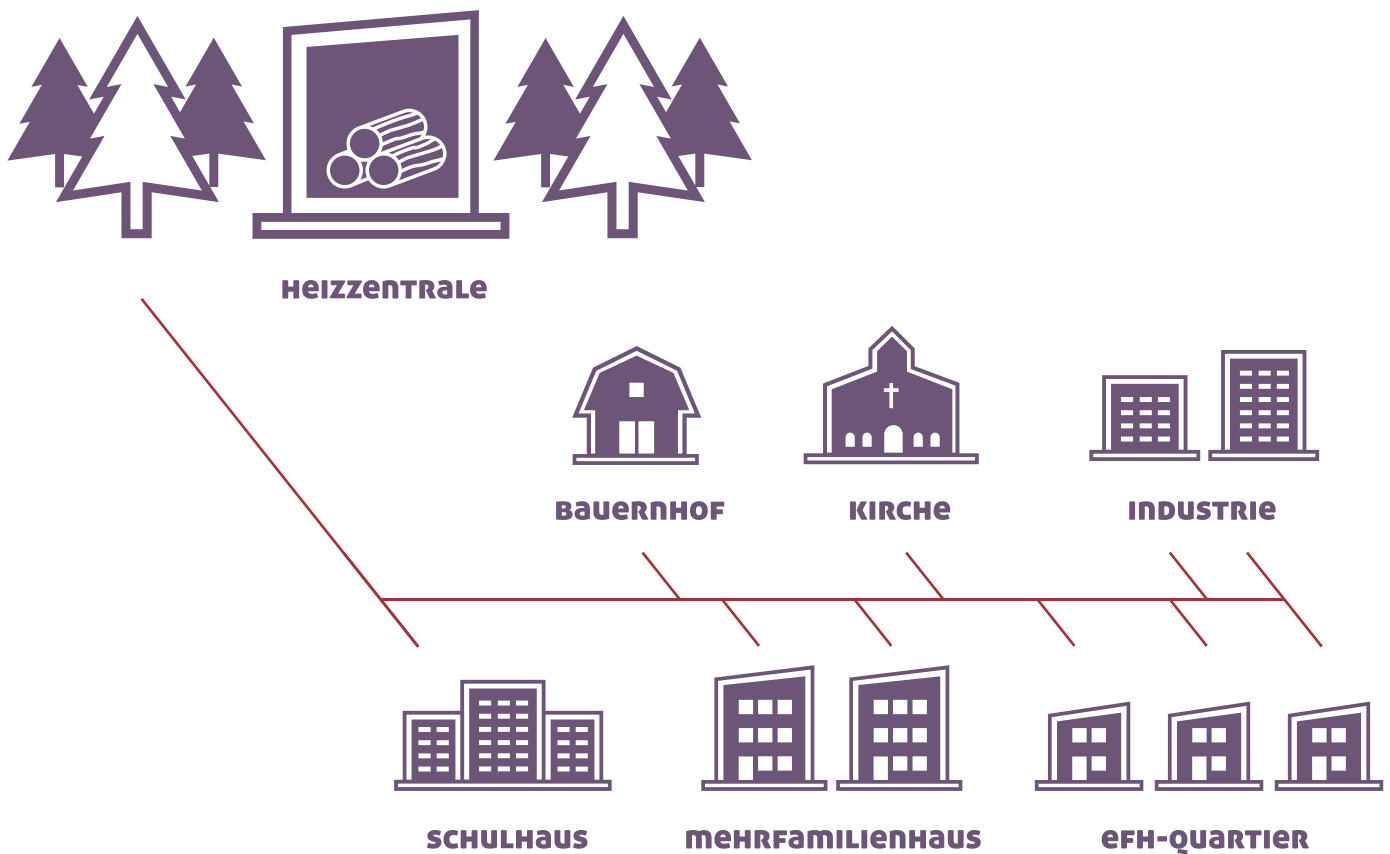 HEIZZENTRALE
BAUERNHOF
KIRCHE
INDUSTRIE
SCHULHAUS
MEHRFAMILIENHAUS
EFH-QUARTIER